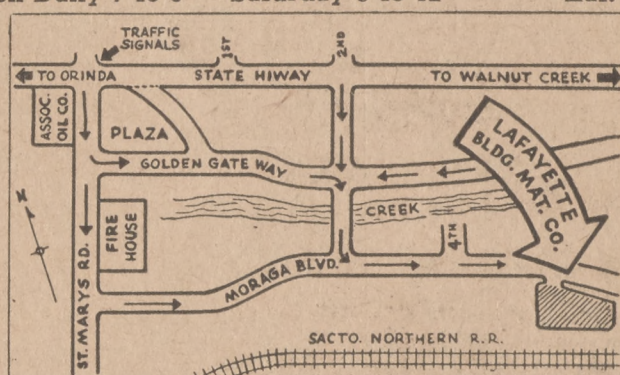 TRAFFIC
SIGNALS
1ST
2ND
TO ORINDA
STATE HIWAY
TO WALNUT CREEK
ASSOC.
OIL CO.
PLAZA
LAFAYETTE
BLDG. MAT. CO.
GOLDEN GATE WAY
CREEK
N
FIRE
HOUSE
4TH
ST. MARYS RD.
MORAGA BLVD.
SACTO. NORTHERN R.R.